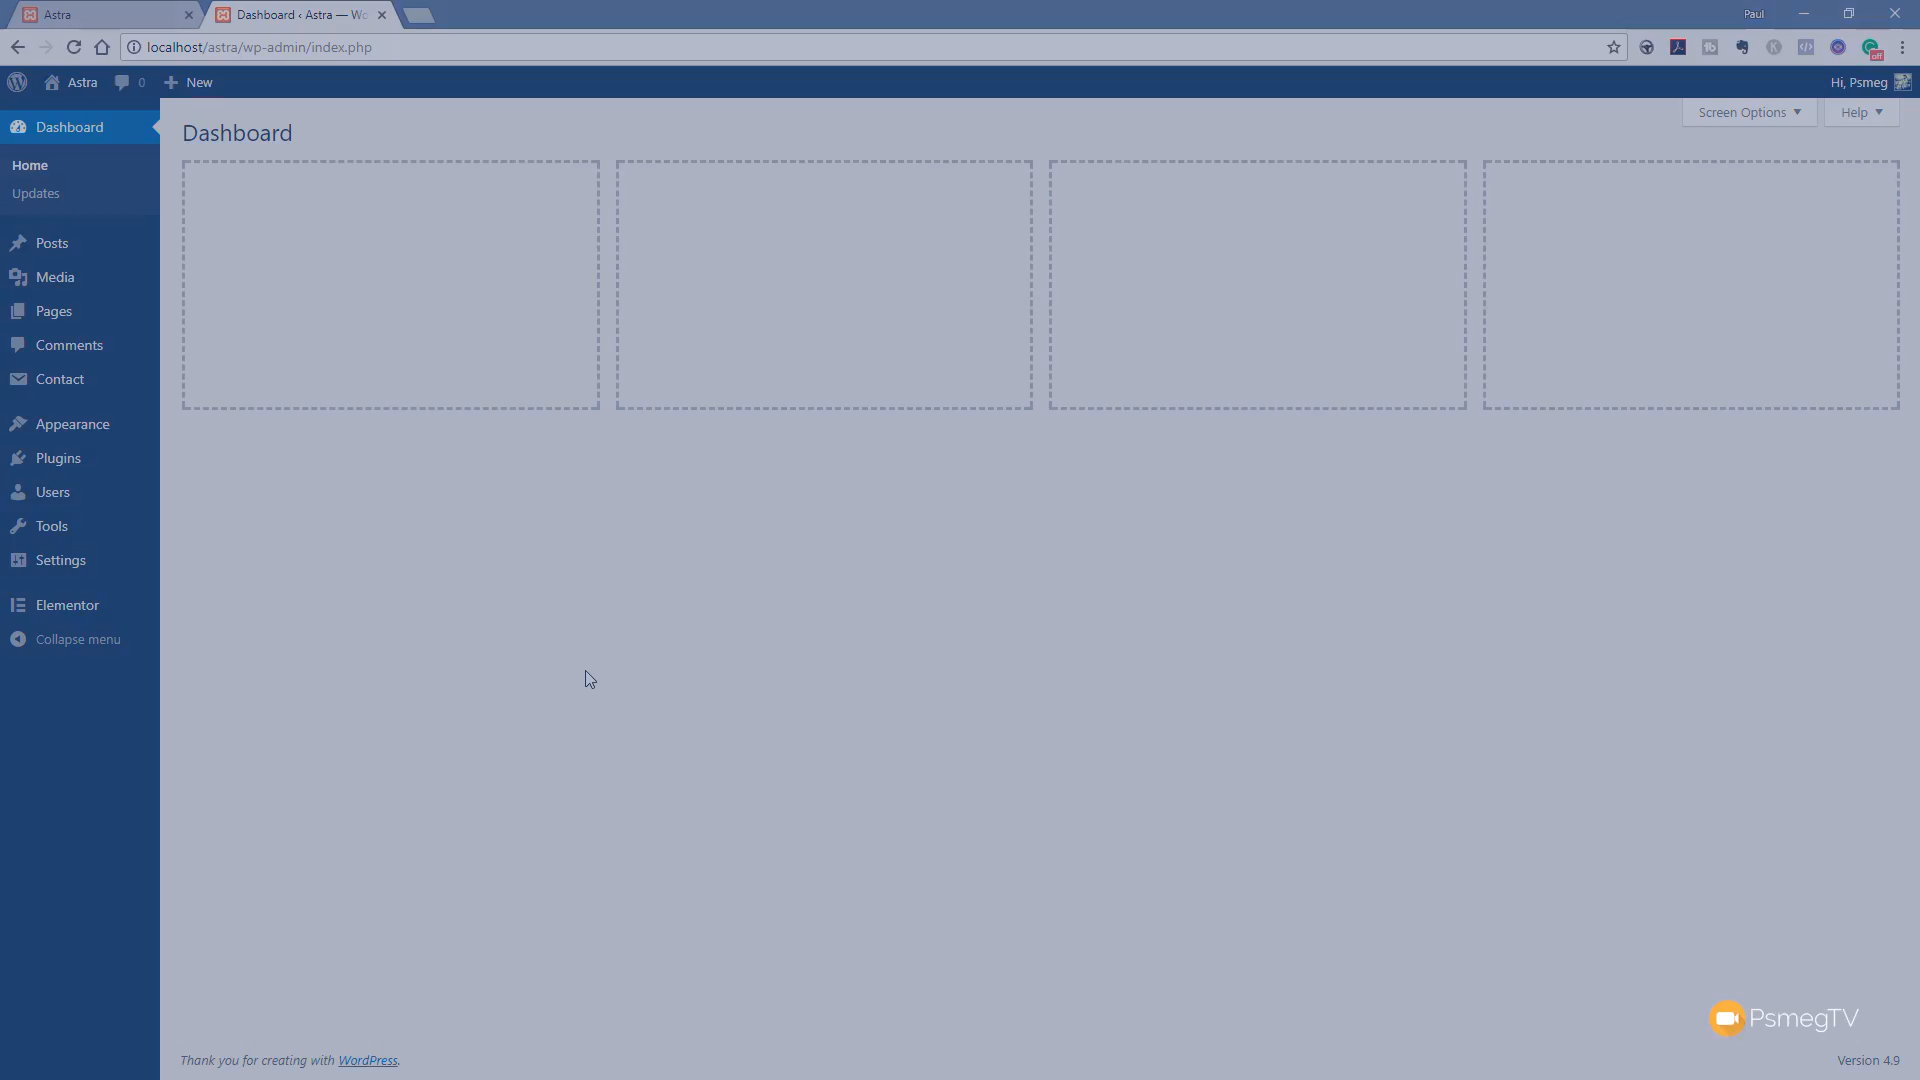 Astra
Dashboard ‹ Astra — Wo
Paul
localhost/astra/wp-admin/index.php
off
Astra
0
New
Hi, Psmeg
Dashboard
Home
Updates
Posts
Media
Pages
Comments
Contact
Appearance
Plugins
Users
Tools
Settings
Elementor
Collapse menu
Dashboard
Screen Options
Help
PsmegTV
Thank you for creating with WordPress.
Version 4.9